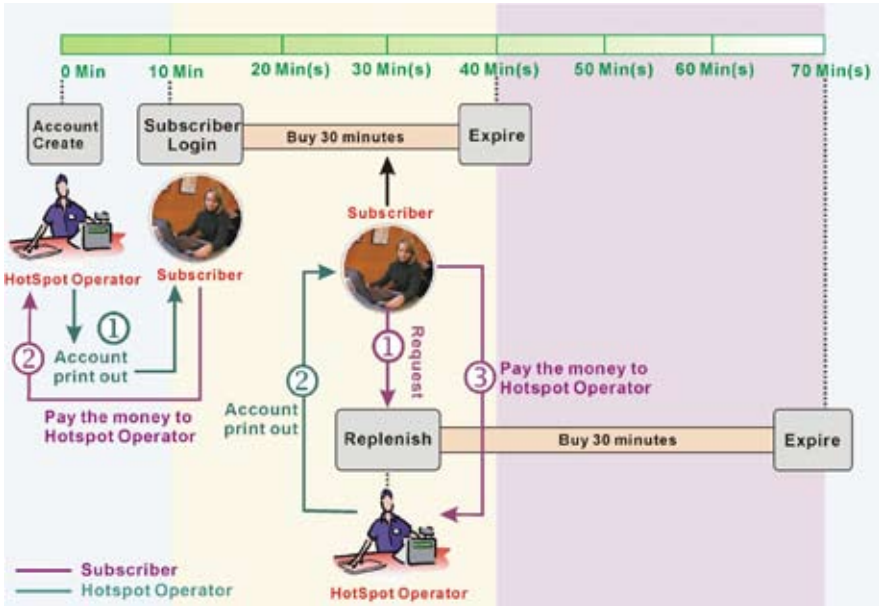 0 Min
10 Min
20 Min(s)
30 Min(s)
40 Min(s)
50 Min(s)
60 Min(s)
70 Min(s)
Account
Create
Subscriber
Login
Buy 30 minutes
Expire
HotSpot Operator
Subscriber
Subscriber
1
Account
print out
2
Pay the money to
Hotspot Operator
1
Request
2
Account
print out
3
Pay the money to
Hotspot Operator
Replenish
Buy 30 minutes
Expire
HotSpot Operator
Subscriber
Hotspot Operator